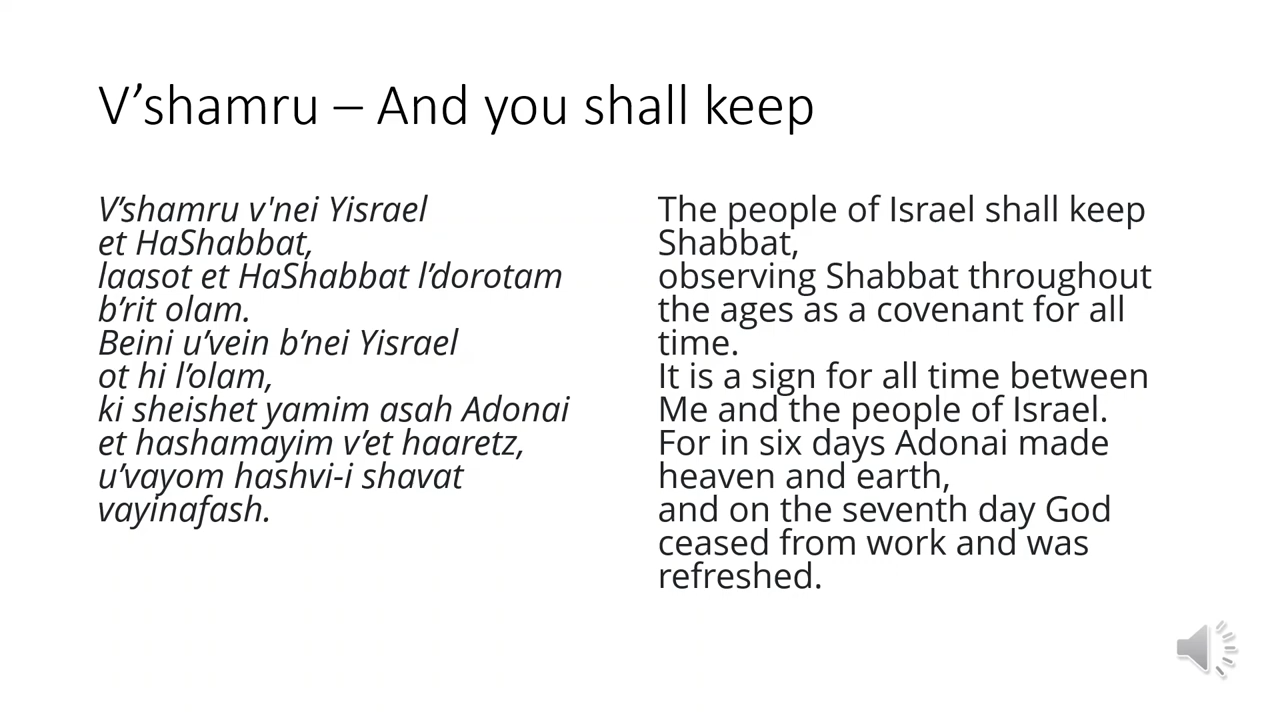 V’shamru – And you shall keep
V’shamru v'nei Yisrael
et HaShabbat,
laasot et HaShabbat l’dorotam
b’rit olam.
Beini u’vein b’nei Yisrael
ot hi l’olam,
ki sheishet yamim asah Adonai
et hashamayim v’et haaretz,
u’vayom hashvi-i shavat
vayinafash.
The people of Israel shall keep
Shabbat,
observing Shabbat throughout
the ages as a covenant for all
time.
It is a sign for all time between
Me and the people of Israel.
For in six days Adonai made
heaven and earth,
and on the seventh day God
ceased from work and was
refreshed.